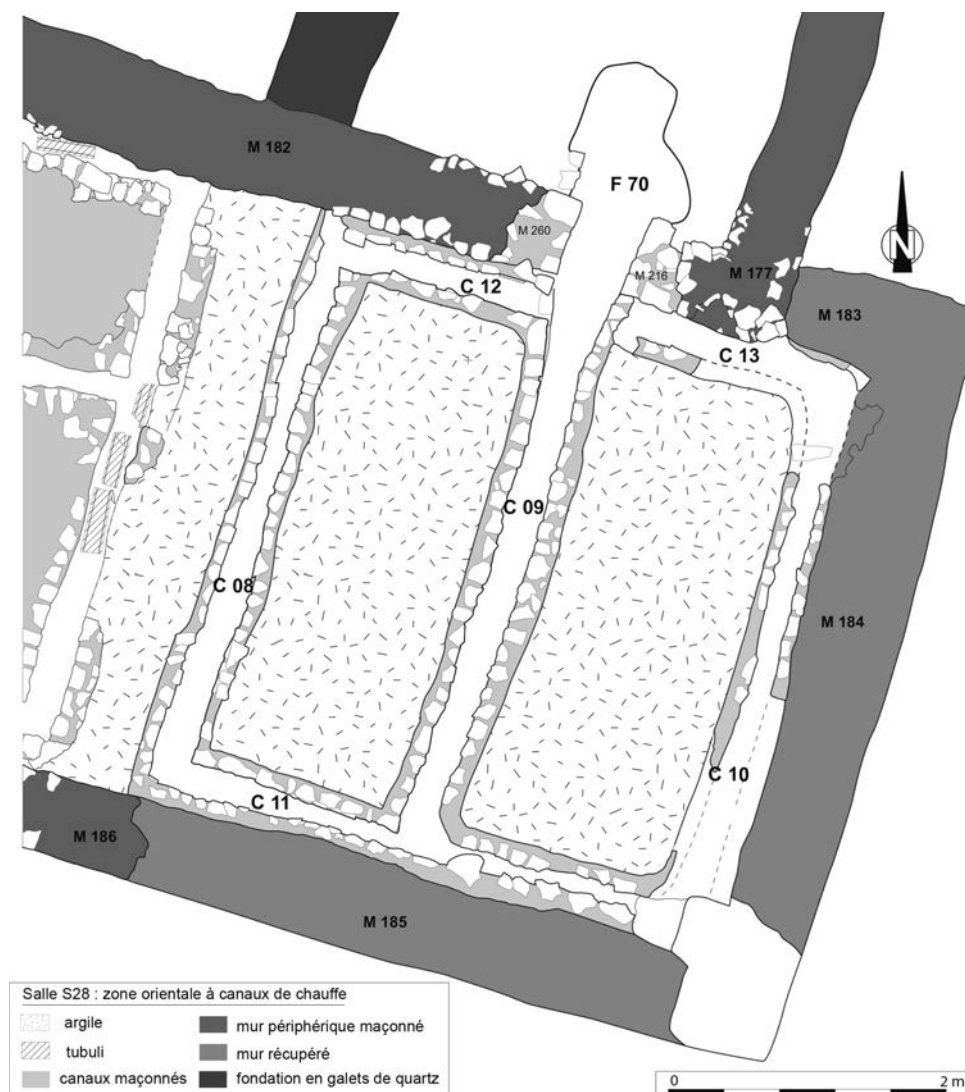 M 182
F 70
M 260
M 216
M 177
M 183
C 12
C 13
C 09
C 08
M 184
C 10
C 11
M 186
M 185
N
Salle S28 : zone orientale à canaux de chauffe
argile
mur périphérique maçonné
tubuli
mur récupéré
canaux maçonnés
fondation en galets de quartz
0
2 m